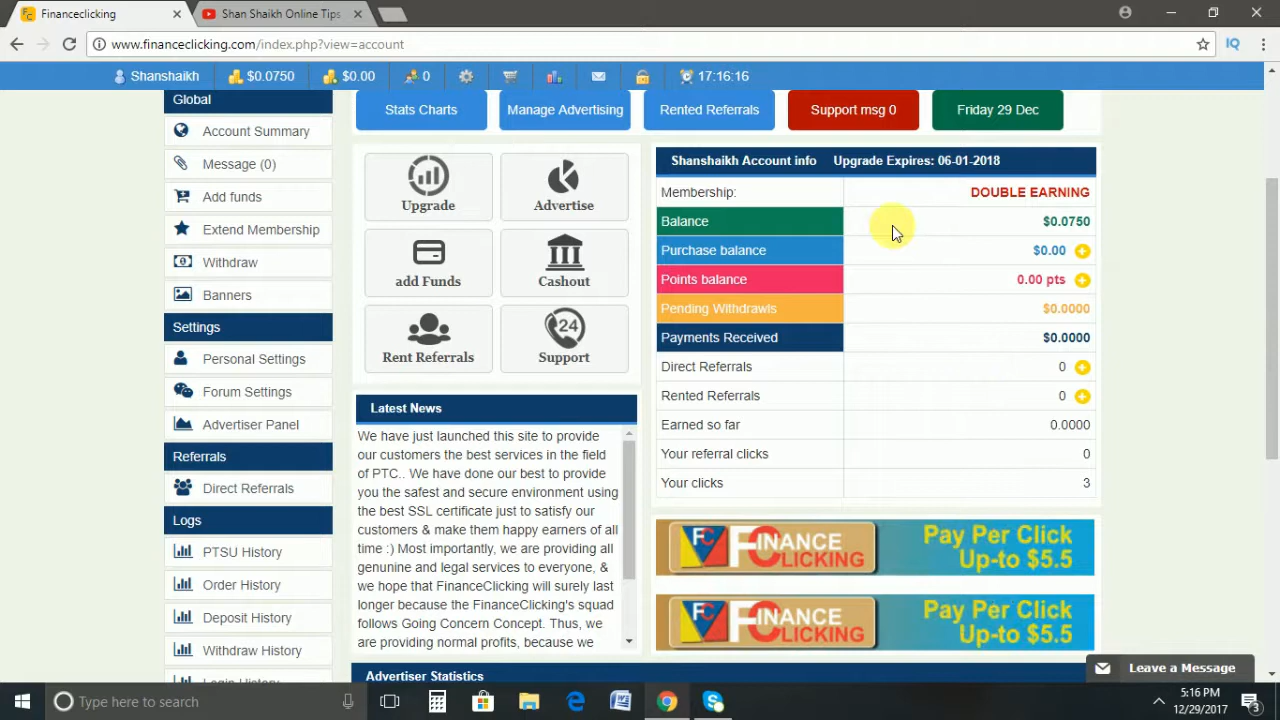 Financeclicking
Shan Shaikh Online Tips
www.financeclicking.com/index.php?view=account
IQ
Shanshaikh
$0.0750
$0.00
0
17:16:16
Global
Account Summary
Message (0)
Add funds
Extend Membership
Withdraw
Banners
Settings
Personal Settings
Forum Settings
Advertiser Panel
Referrals
Direct Referrals
Logs
PTSU History
Order History
Deposit History
Withdraw History
Login History
Stats Charts
Manage Advertising
Rented Referrals
Support msg 0
Friday 29 Dec
Upgrade
Advertise
add Funds
Cashout
Rent Referrals
24
Support
Latest News
We have just launched this site to provide
our customers the best services in the field
of PTC.. We have done our best to provide
you the safest and secure environment using
the best SSL certificate just to satisfy our
customers & make them happy earners of all
time :) Most importantly, we are providing all
genunine and legal services to everyone, &
we hope that FinanceClicking will surely last
longer because the FinanceClicking's squad
follows Going Concern Concept. Thus, we
are providing normal profits, because we
Shanshaikh Account info Upgrade Expires: 06-01-2018
Membership: DOUBLE EARNING
Balance $0.0750
Purchase balance $0.00
Points balance 0.00 pts
Pending Withdrawls $0.0000
Payments Received $0.0000
Direct Referrals 0
Rented Referrals 0
Earned so far 0.0000
Your referral clicks 0
Your clicks 3
FC FINANCE CLICKING
Pay Per Click
Up-to $5.5
FC FINANCE CLICKING
Pay Per Click
Up-to $5.5
Advertiser Statistics
Leave a Message
Type here to search
5:16 PM
12/29/2017
3